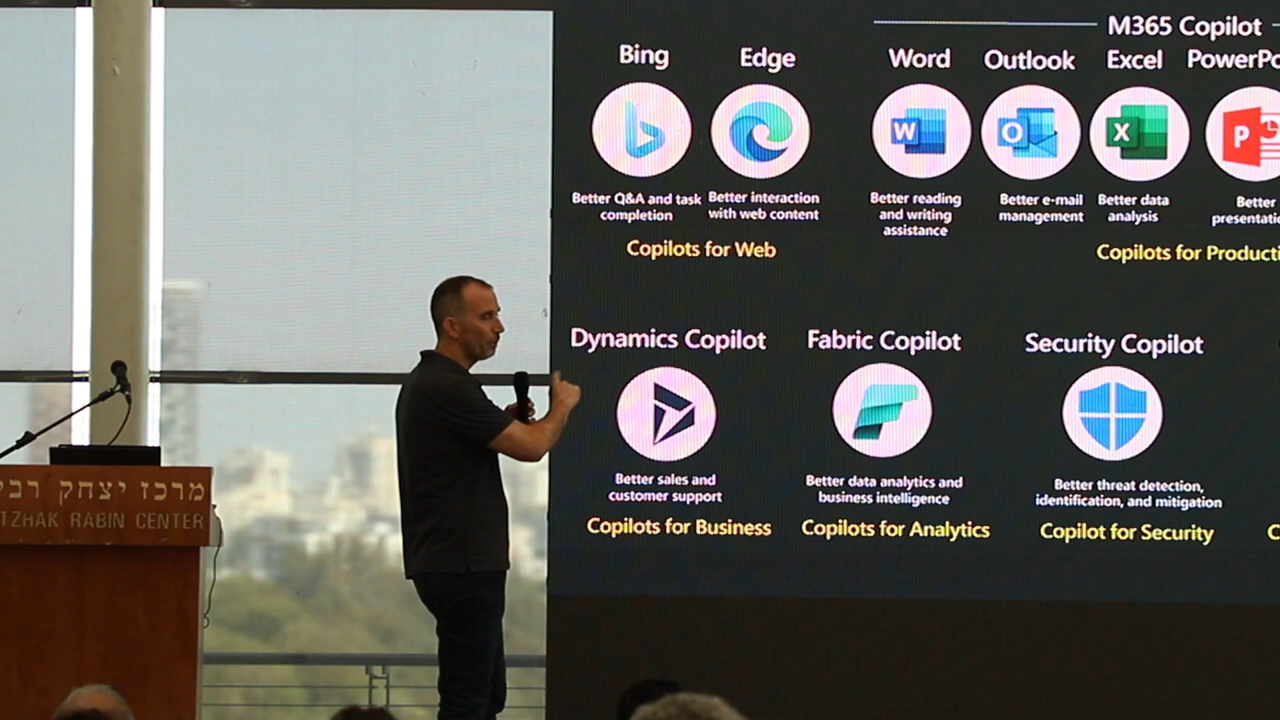 M365 Copilot
Bing
Edge
Word
Outlook
Excel
PowerPo
W
O
X
P
Better Q&A and task
completion
Better interaction
with web content
Better reading
and writing
assistance
Better e-mail
management
Better data
analysis
Better
presentatio
Copilots for Web
Copilots for Producti
Dynamics Copilot
Fabric Copilot
Security Copilot
Better sales and
customer support
Better data analytics and
business intelligence
Better threat detection,
identification, and mitigation
Copilots for Business
Copilots for Analytics
Copilot for Security
C
מרכז יצחק רבי
TZHAK RABIN CENTER